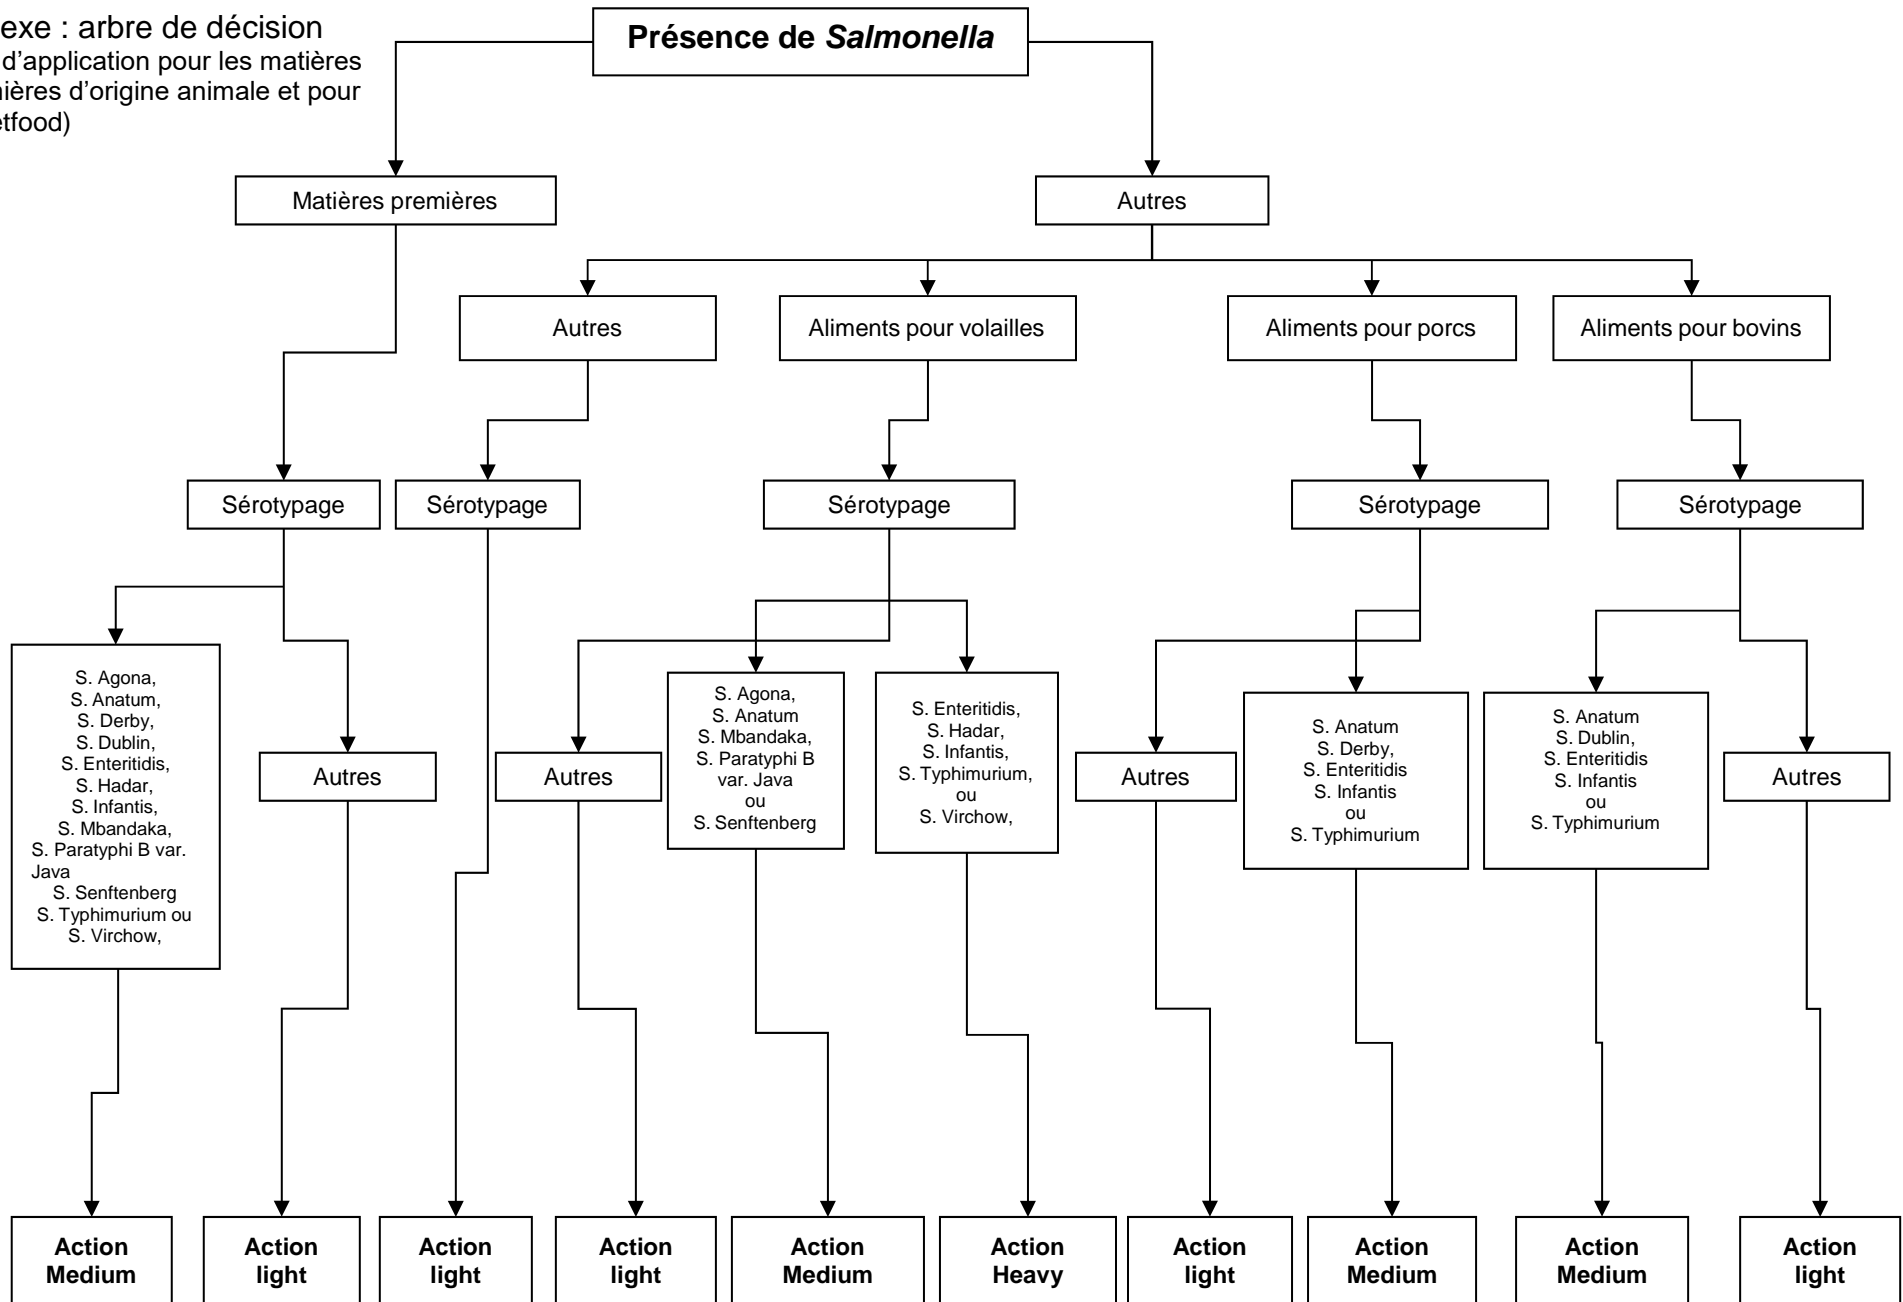 exe : arbre de décision
d’application pour les matières
nières d’origine animale et pour
etfood)
Présence de Salmonella
Matières premières
Autres
Autres
Aliments pour volailles
Aliments pour porcs
Aliments pour bovins
Sérotypage
Sérotypage
Sérotypage
Sérotypage
Sérotypage
S. Agona,
S. Anatum,
S. Derby,
S. Dublin,
S. Enteritidis,
S. Hadar,
S. Infantis,
S. Mbandaka,
S. Paratyphi B var.
Java
S. Senftenberg
S. Typhimurium ou
S. Virchow,
Autres
Autres
S. Agona,
S. Anatum
S. Mbandaka,
S. Paratyphi B
var. Java
ou
S. Senftenberg
S. Enteritidis,
S. Hadar,
S. Infantis,
S. Typhimurium,
ou
S. Virchow,
Autres
S. Anatum
S. Derby,
S. Enteritidis
S. Infantis
ou
S. Typhimurium
S. Anatum
S. Dublin,
S. Enteritidis
S. Infantis
ou
S. Typhimurium
Autres
Action
Medium
Action
light
Action
light
Action
light
Action
Medium
Action
Heavy
Action
light
Action
Medium
Action
Medium
Action
light